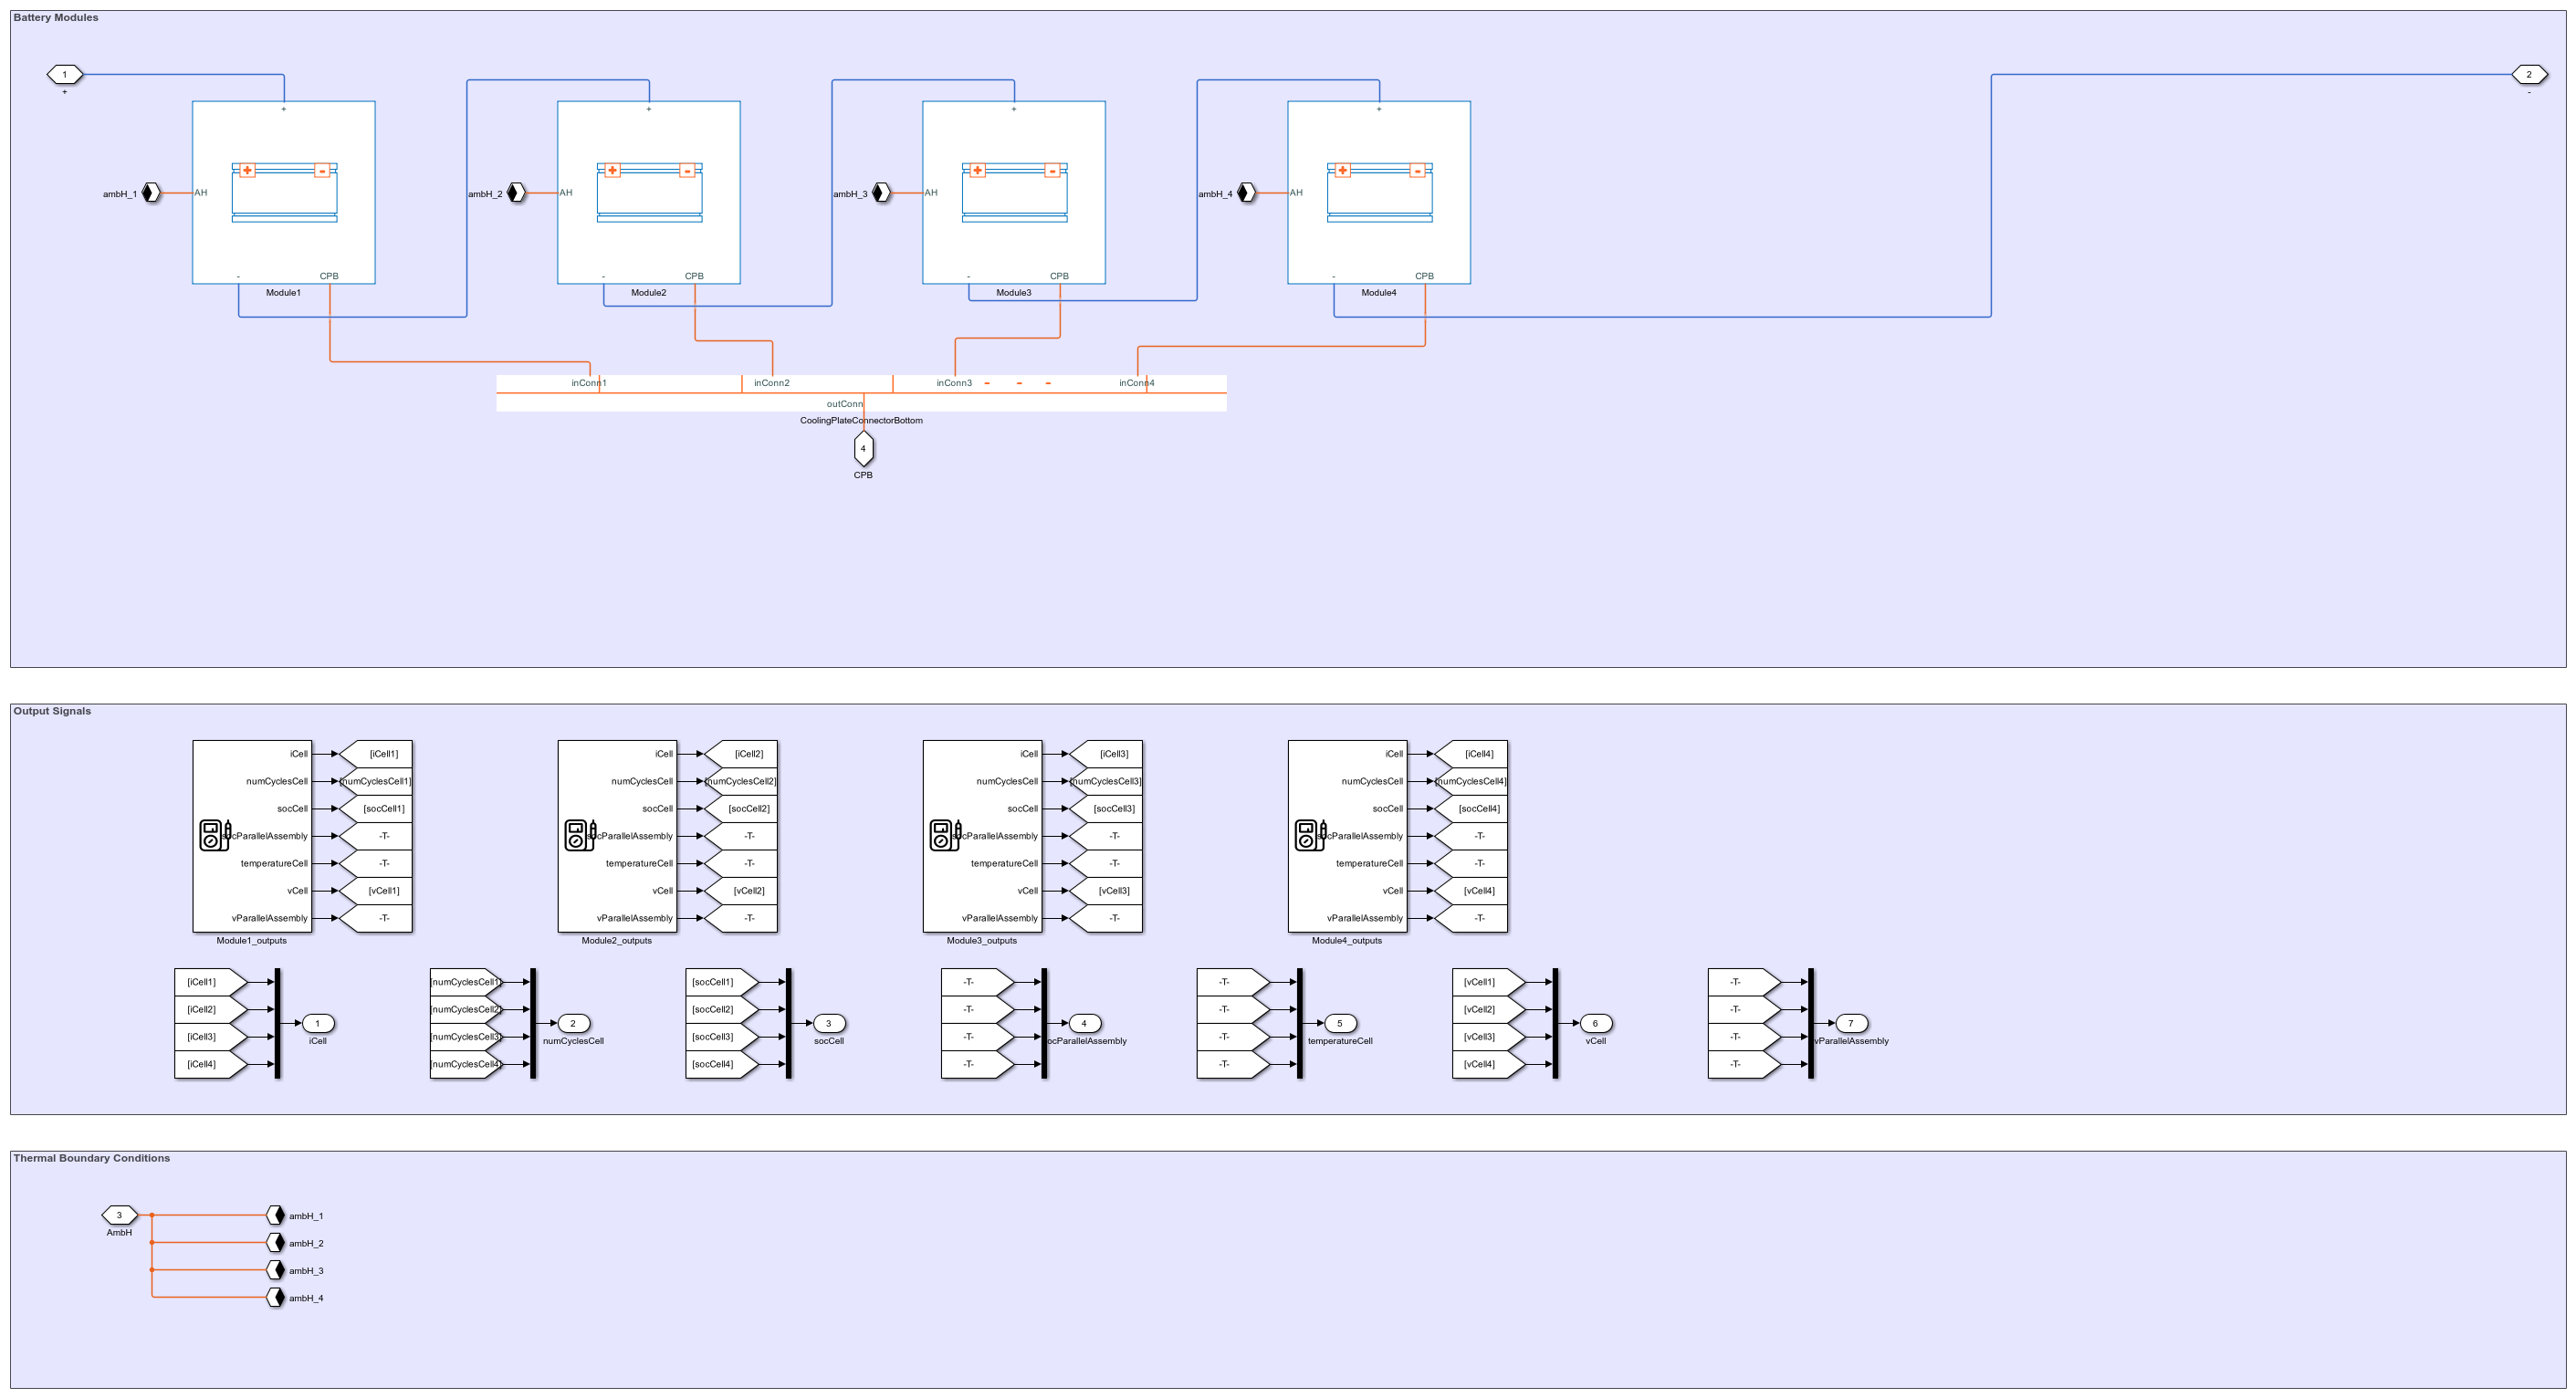 Battery Modules
1
+
2
-
+
+
+
+
+ -
+ -
+ -
+ -
ambH_1
AH
ambH_2
AH
ambH_3
AH
ambH_4
AH
- CPB
- CPB
- CPB
- CPB
Module1
Module2
Module3
Module4
inConn1 inConn2 inConn3 inConn4
outConn
CoolingPlateConnectorBottom
4
CPB
Output Signals
iCell
numCyclesCell
socCell
socParallelAssembly
temperatureCell
vCell
vParallelAssembly
[iCell1]
[numCyclesCell1]
[socCell1]
-T-
-T-
[vCell1]
-T-
Module1_outputs
iCell
numCyclesCell
socCell
socParallelAssembly
temperatureCell
vCell
vParallelAssembly
[iCell2]
[numCyclesCell2]
[socCell2]
-T-
-T-
[vCell2]
-T-
Module2_outputs
iCell
numCyclesCell
socCell
socParallelAssembly
temperatureCell
vCell
vParallelAssembly
[iCell3]
[numCyclesCell3]
[socCell3]
-T-
-T-
[vCell3]
-T-
Module3_outputs
iCell
numCyclesCell
socCell
socParallelAssembly
temperatureCell
vCell
vParallelAssembly
[iCell4]
[numCyclesCell4]
[socCell4]
-T-
-T-
[vCell4]
-T-
Module4_outputs
[iCell1]
[iCell2]
[iCell3]
[iCell4]
1
iCell
[numCyclesCell1]
[numCyclesCell2]
[numCyclesCell3]
[numCyclesCell4]
2
numCyclesCell
[socCell1]
[socCell2]
[socCell3]
[socCell4]
3
socCell
-T-
-T-
-T-
-T-
4
socParallelAssembly
-T-
-T-
-T-
-T-
5
temperatureCell
[vCell1]
[vCell2]
[vCell3]
[vCell4]
6
vCell
-T-
-T-
-T-
-T-
7
vParallelAssembly
Thermal Boundary Conditions
3
AmbH
ambH_1
ambH_2
ambH_3
ambH_4